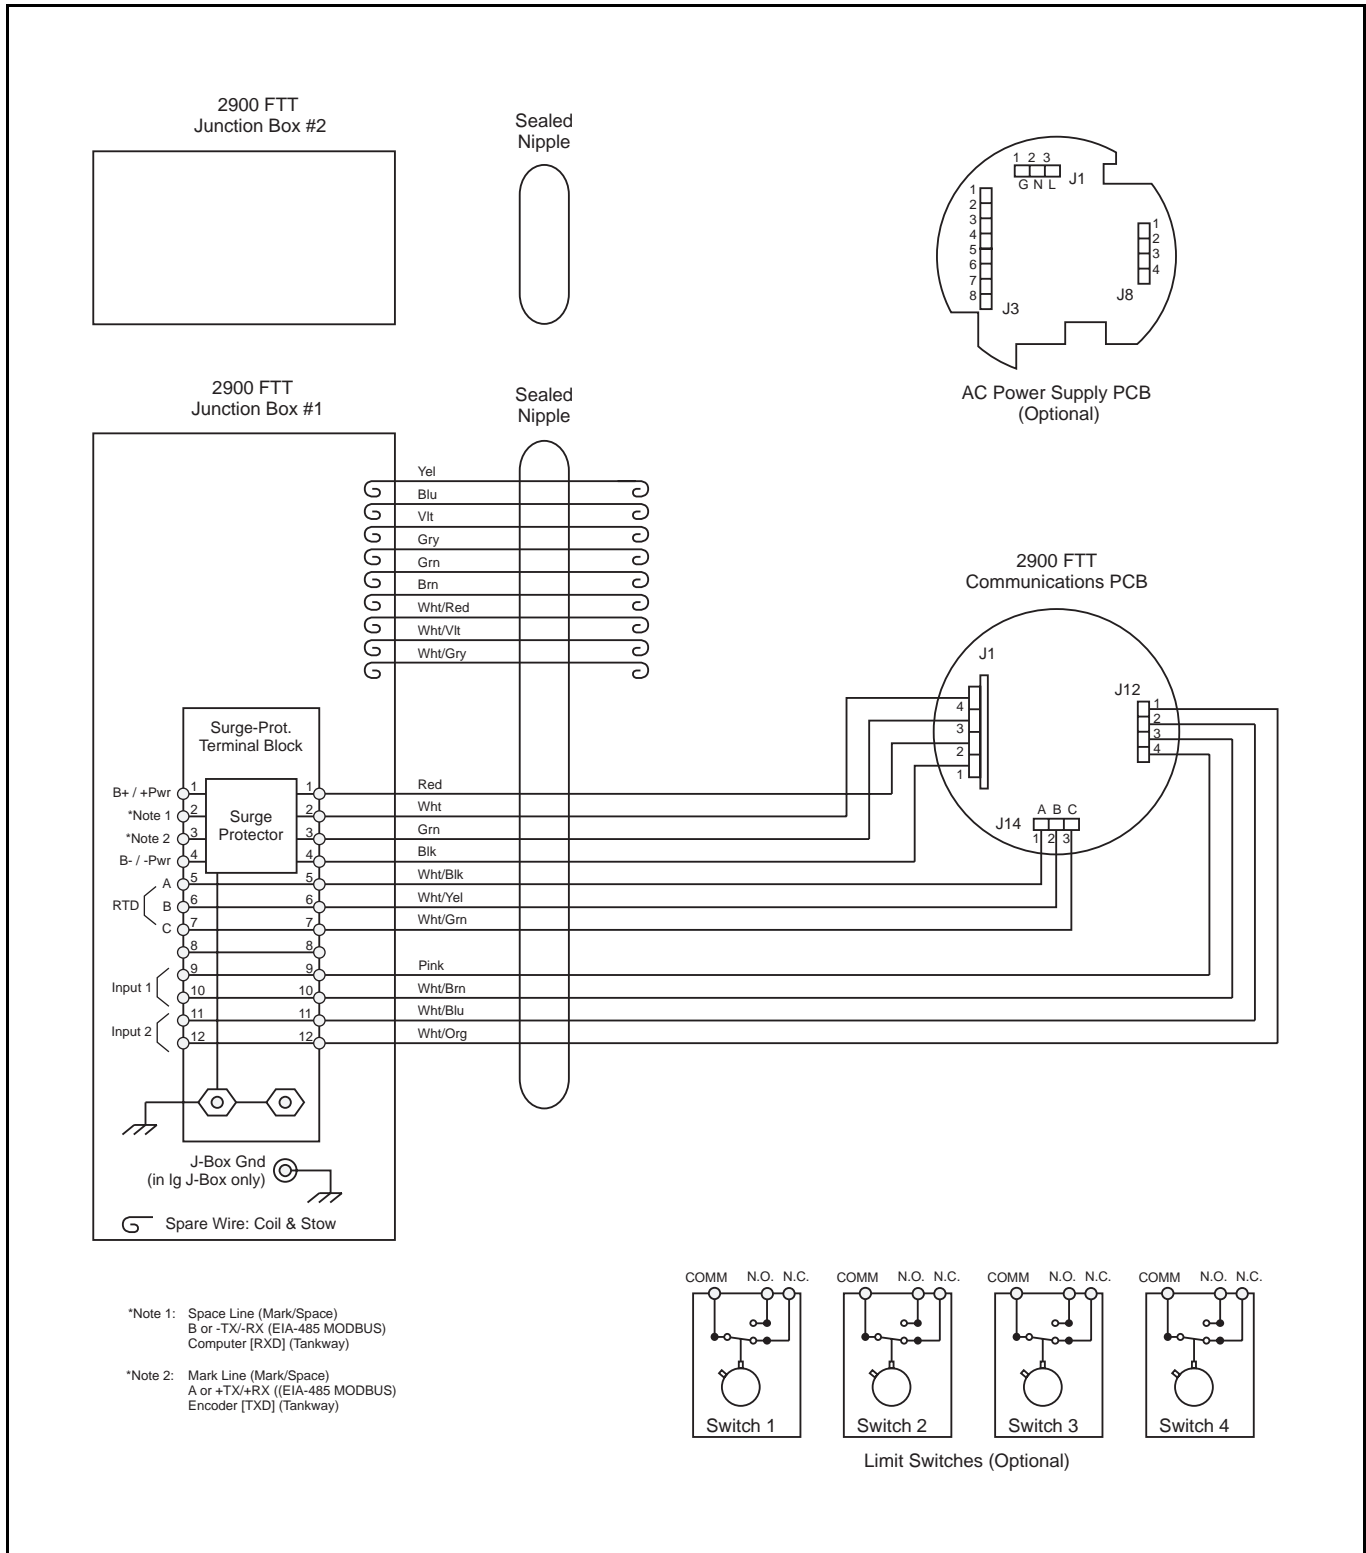 2900 FTT
Junction Box #2
Sealed
Nipple
1 2 3
G N L
J1
1
2
3
4
5
6
7
8
J3
1
2
3
4
J8
AC Power Supply PCB
(Optional)
2900 FTT
Junction Box #1
Sealed
Nipple
Yel
Blu
Vlt
Gry
Grn
Brn
Wht/Red
Wht/Vlt
Wht/Gry
2900 FTT
Communications PCB
J1
4
3
2
1
J12
1
2
3
4
A B C
J14
1 2 3
Surge-Prot.
Terminal Block
Surge
Protector
B+ / +Pwr 1 1 Red
*Note 1 2 2 Wht
*Note 2 3 3 Grn
B- / -Pwr 4 4 Blk
A 5 5 Wht/Blk
RTD B 6 6 Wht/Yel
C 7 7 Wht/Grn
8 8
Input 1
9 9 Pink
10 10 Wht/Brn
Input 2
11 11 Wht/Blu
12 12 Wht/Org
J-Box Gnd
(in lg J-Box only)
Spare Wire: Coil & Stow
*Note 1: Space Line (Mark/Space)
B or -TX/-RX (EIA-485 MODBUS)
Computer [RXD] (Tankway)
*Note 2: Mark Line (Mark/Space)
A or +TX/+RX ((EIA-485 MODBUS)
Encoder [TXD] (Tankway)
COMM N.O. N.C.
Switch 1
COMM N.O. N.C.
Switch 2
COMM N.O. N.C.
Switch 3
COMM N.O. N.C.
Switch 4
Limit Switches (Optional)